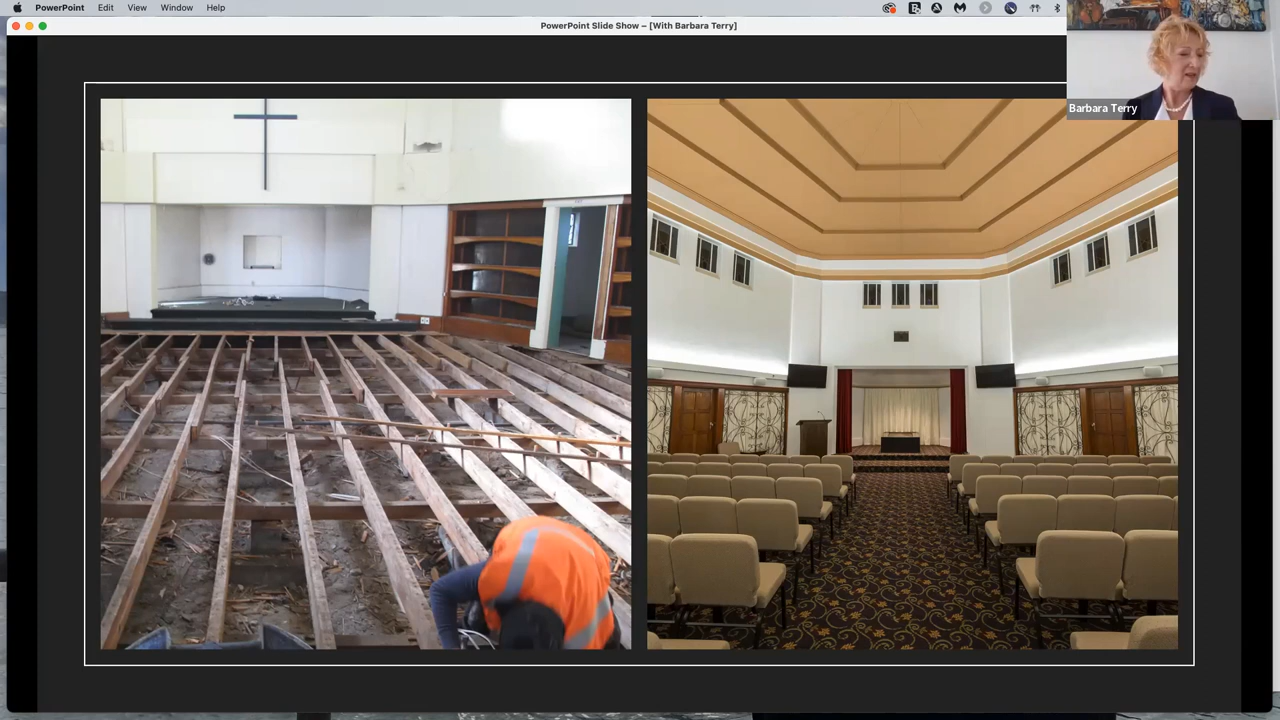 PowerPoint Edit View Window Help
PowerPoint Slide Show – [With Barbara Terry]
Barbara Terry